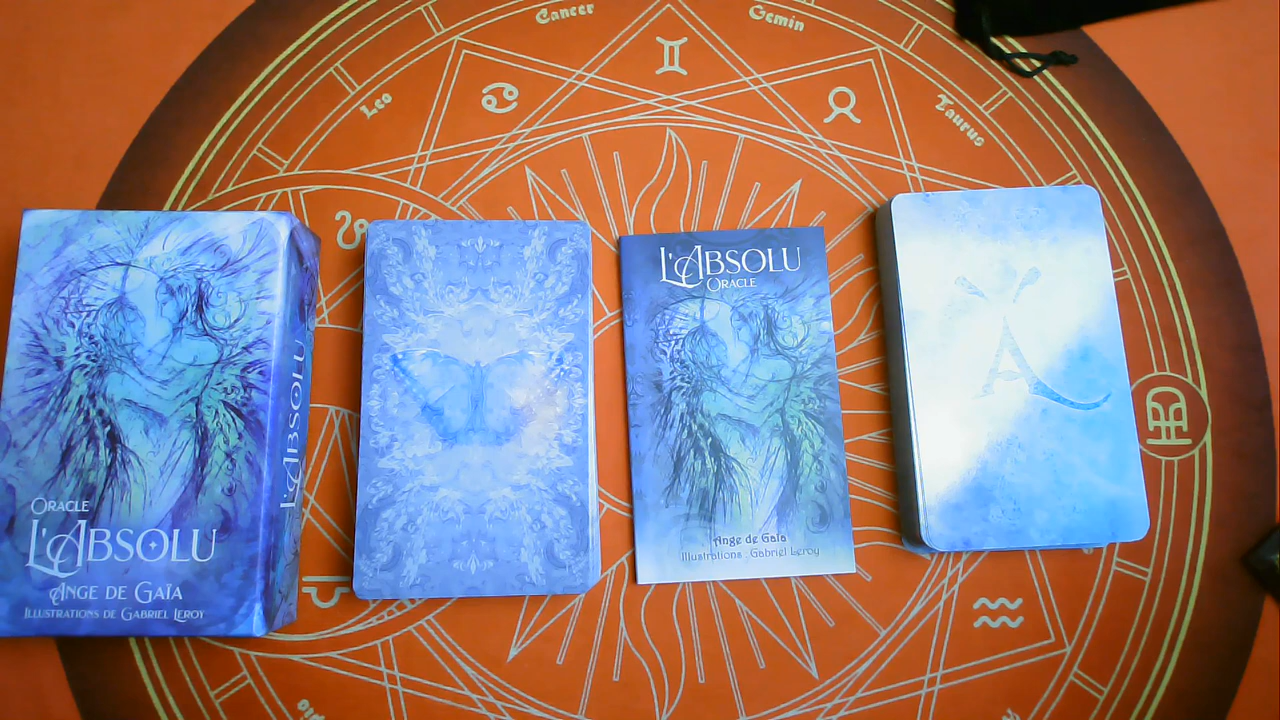 Cancer
Gemin
Leo
Taurus
ORACLE
L'ABSOLU
ANGE DE GAÏA
ILLUSTRATIONS DE GABRIEL LEROY
L'ABSOLU
L'ABSOLU
ORACLE
Ange de Gaïa
Illustrations : Gabriel Leroy
Ä